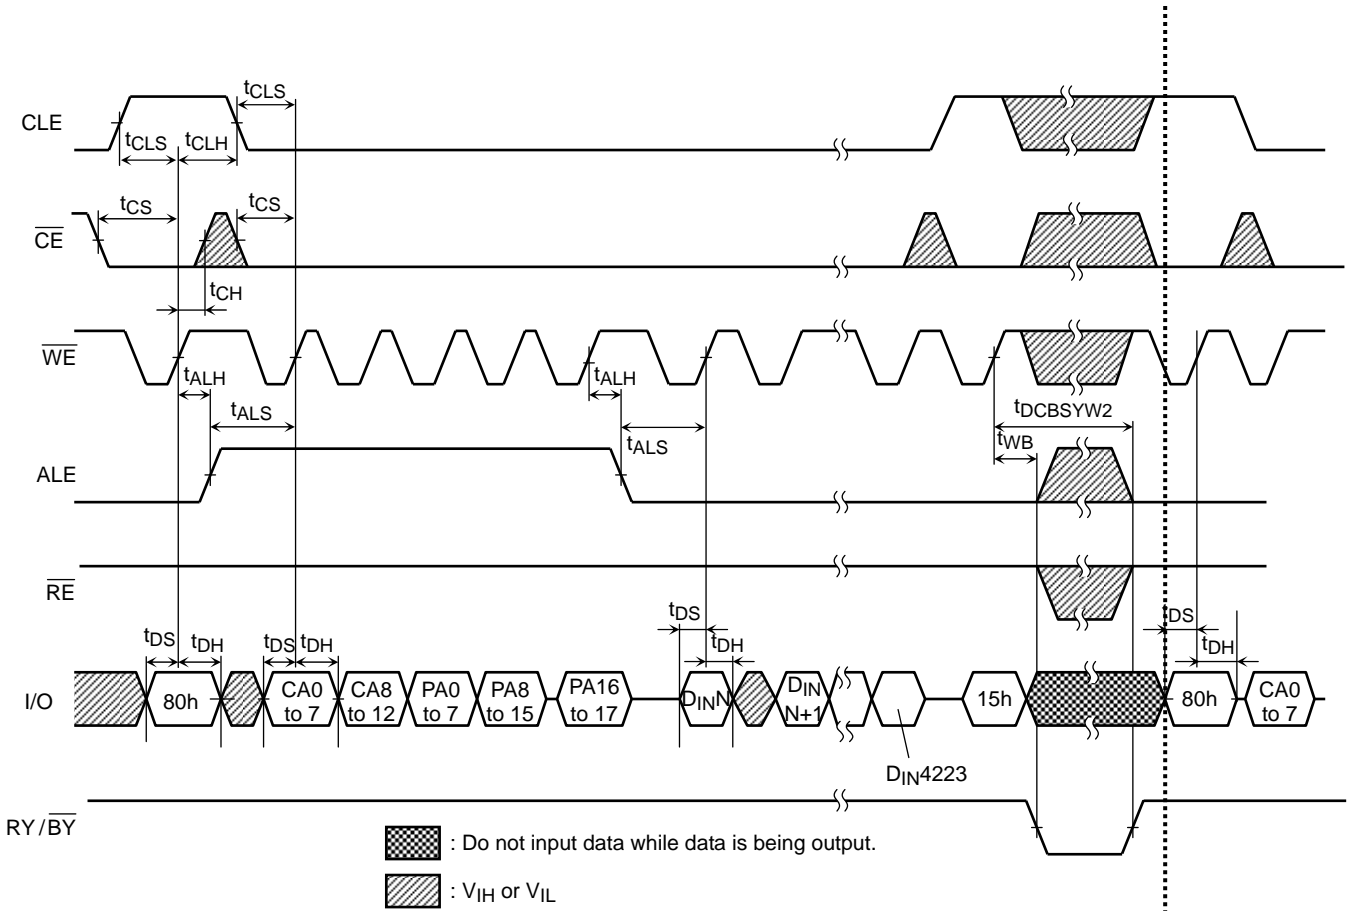 tCLS
CLE
tCLS tCLH
tCS tCS
CE
tCH
WE
tALH tALH
tALS tDCBSYW2
tALS tWB
ALE
RE
tDS tDH tDS tDH tDS tDH tDS tDH
I/O
80h
CA0
to 7
CA8
to 12
PA0
to 7
PA8
to 15
PA16
to 17
DINN
DIN
N+1
15h
80h
CA0
to 7
DIN4223
RY/BY
: Do not input data while data is being output.
: VIH or VIL